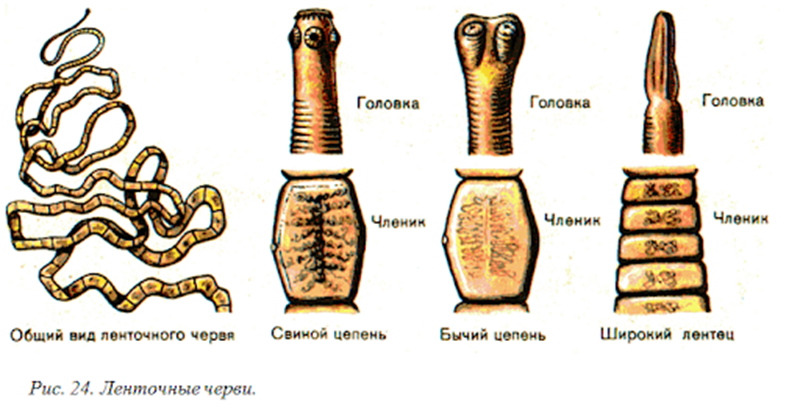 Головка
Головка
Головка
Членик
Членик
Членик
Общий вид ленточного червя
Свиной цепень
Бычий цепень
Широкий лентец
Рис. 24. Ленточные черви.